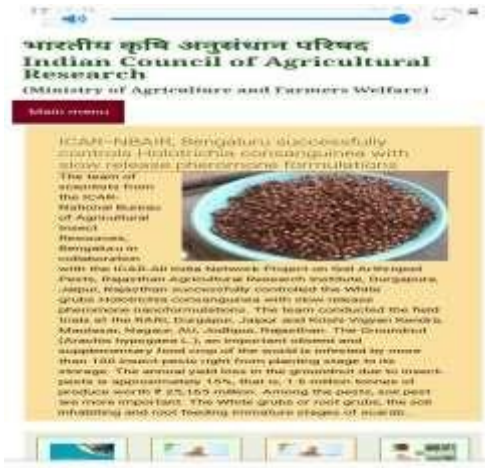 भारतीय कृषि अनुसंधान परिषद
Indian Council of Agricultural
Research
(Ministry of Agriculture and Farmers Welfare)
Main menu
ICAR-NBAIR, Bengaluru successfully
controls Holotrichia consanguinea with
slow release pheromone formulations
The team of
scientists from
the ICAR-
National Bureau
of Agricultural
Insect
Resources,
Bengaluru in
collaboration
with the ICAR-All India Network Project on Soil Arthropod
Pests, Rajasthan Agricultural Research Institute, Durgapura,
Jaipur, Rajasthan successfully controlled the White
grubs Holotrichia consanguinea with slow release
pheromone nanoformulations. The team conducted the field
trials at the RARI, Durgapur, Jaipur and Krishi Vigyan Kendra,
Maulasar, Nagaur, AU, Jodhpur, Rajasthan. The Groundnut
(Arachis hypogaea L.), an important oilseed and
supplementary food crop of the world is infested by more
than 100 insect pests right from planting stage to its
storage. The annual yield loss in the groundnut due to insect
pests is approximately 15%, that is, 1.6 million tonnes of
produce worth ₹ 25,165 million. Among the pests, soil pest
are more important. The White grubs or root grubs, the soil
inhabiting and root feeding immature stages of scarab